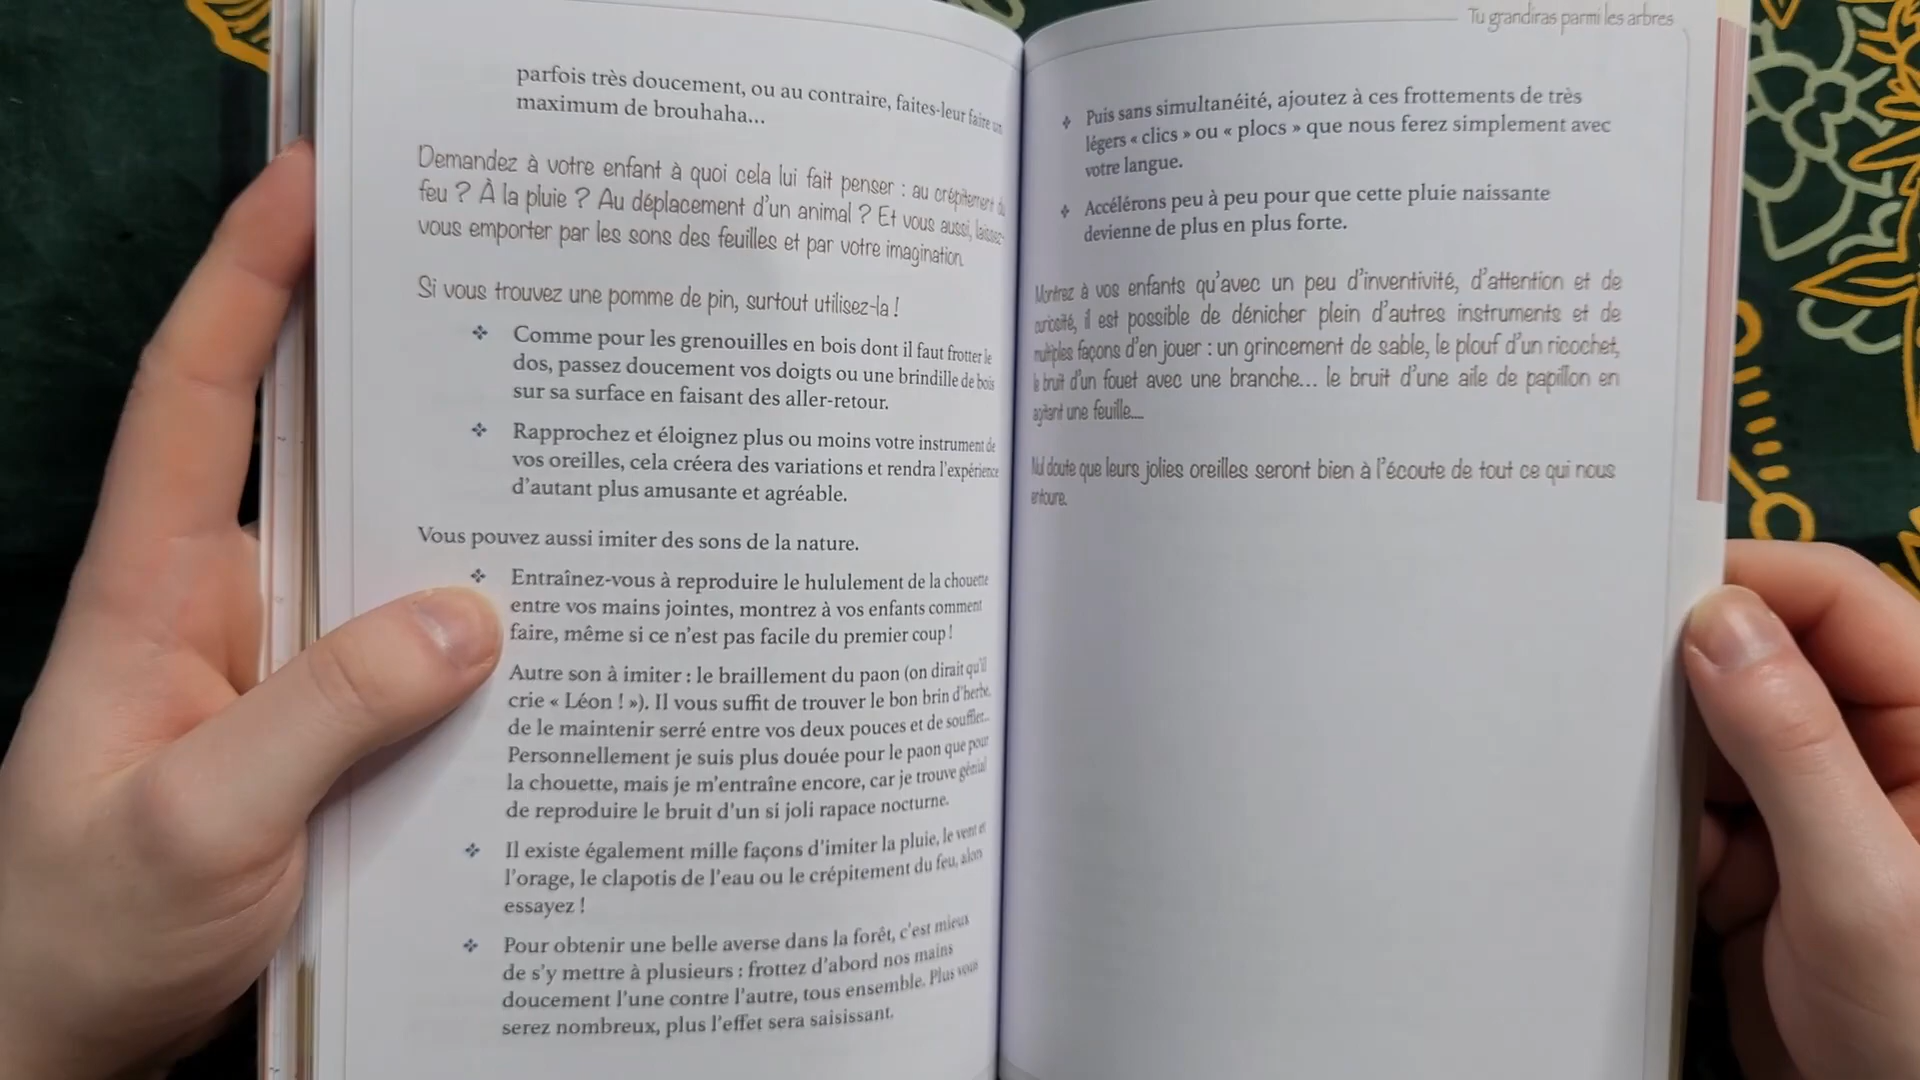 parfois très doucement, ou au contraire, faites-leur faire un
maximum de brouhaha...
Demandez à votre enfant à quoi cela lui fait penser : au crépitement du
feu ? À la pluie ? Au déplacement d'un animal ? Et vous aussi, laissez-
vous emporter par les sons des feuilles et par votre imagination.
Si vous trouvez une pomme de pin, surtout utilisez-la !
❖ Comme pour les grenouilles en bois dont il faut frotter le
dos, passez doucement vos doigts ou une brindille de bois
sur sa surface en faisant des aller-retour.
❖ Rapprochez et éloignez plus ou moins votre instrument de
vos oreilles, cela créera des variations et rendra l'expérience
d'autant plus amusante et agréable.
Vous pouvez aussi imiter des sons de la nature.
❖ Entraînez-vous à reproduire le hululement de la chouette
entre vos mains jointes, montrez à vos enfants comment
faire, même si ce n'est pas facile du premier coup !
Autre son à imiter : le braillement du paon (on dirait qu'il
crie « Léon ! »). Il vous suffit de trouver le bon brin d'herbe,
de le maintenir serré entre vos deux pouces et de souffler...
Personnellement je suis plus douée pour le paon que pour
la chouette, mais je m'entraîne encore, car je trouve génial
de reproduire le bruit d'un si joli rapace nocturne.
❖ Il existe également mille façons d'imiter la pluie, le vent et
l'orage, le clapotis de l'eau ou le crépitement du feu, alors
essayez !
❖ Pour obtenir une belle averse dans la forêt, c'est mieux
de s'y mettre à plusieurs : frottez d'abord nos mains
doucement l'une contre l'autre, tous ensemble. Plus vous
serez nombreux, plus l'effet sera saisissant.
Tu grandiras parmi les arbres
❖ Puis sans simultanéité, ajoutez à ces frottements de très
légers « clics » ou « plocs » que nous ferez simplement avec
votre langue.
❖ Accélérons peu à peu pour que cette pluie naissante
devienne de plus en plus forte.
Montrez à vos enfants qu'avec un peu d'inventivité, d'attention et de
curiosité, il est possible de dénicher plein d'autres instruments et de
multiples façons d'en jouer : un grincement de sable, le plouf d'un ricochet,
le bruit d'un fouet avec une branche... le bruit d'une aile de papillon en
agitant une feuille....
Nul doute que leurs jolies oreilles seront bien à l'écoute de tout ce qui nous
entoure.